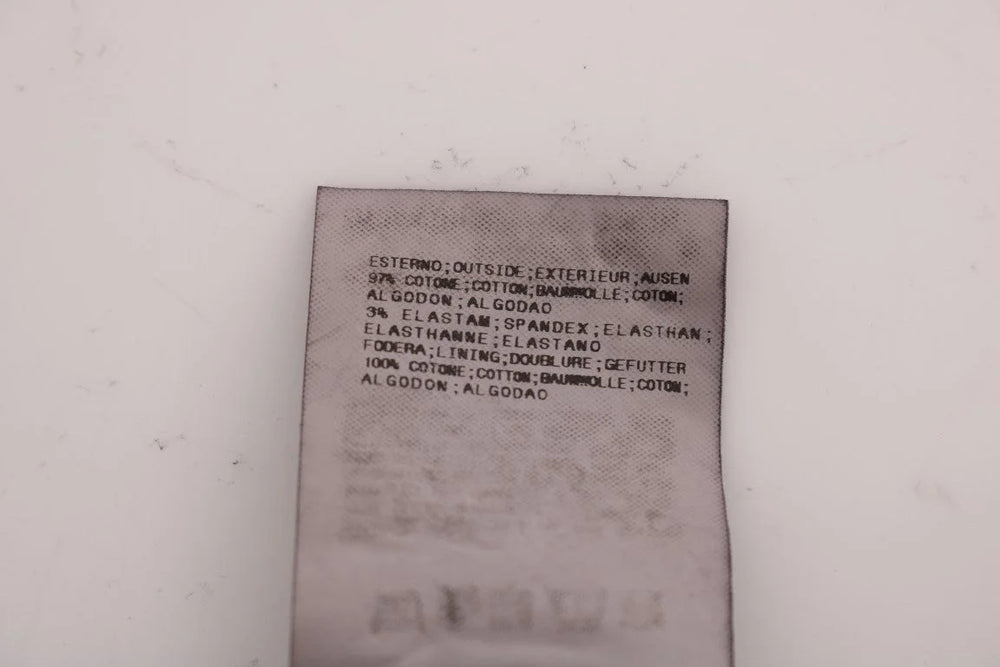 ESTERNO;OUTSIDE;EXTERIEUR;AUSEN
97% COTONE;COTTON;BAUMWOLLE;COTON;
ALGODON;ALGODAO
3% ELASTAM;SPANDEX;ELASTHAN;
ELASTHANNE;ELASTANO
FODERA;LINING;DOUBLURE;GEFUTTER
100% COTONE;COTTON;BAUMWOLLE;COTON;
ALGODON;ALGODAO